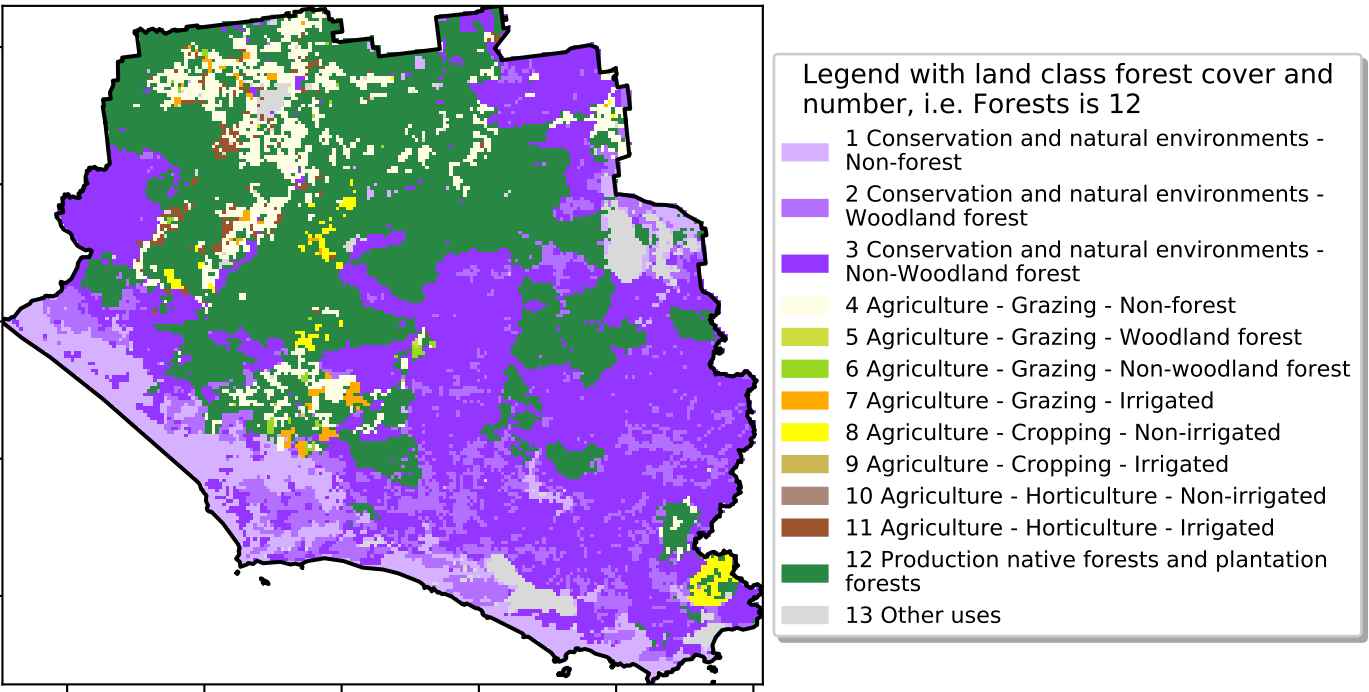 Legend with land class forest cover and
number, i.e. Forests is 12
1 Conservation and natural environments -
Non-forest
2 Conservation and natural environments -
Woodland forest
3 Conservation and natural environments -
Non-Woodland forest
4 Agriculture - Grazing - Non-forest
5 Agriculture - Grazing - Woodland forest
6 Agriculture - Grazing - Non-woodland forest
7 Agriculture - Grazing - Irrigated
8 Agriculture - Cropping - Non-irrigated
9 Agriculture - Cropping - Irrigated
10 Agriculture - Horticulture - Non-irrigated
11 Agriculture - Horticulture - Irrigated
12 Production native forests and plantation
forests
13 Other uses